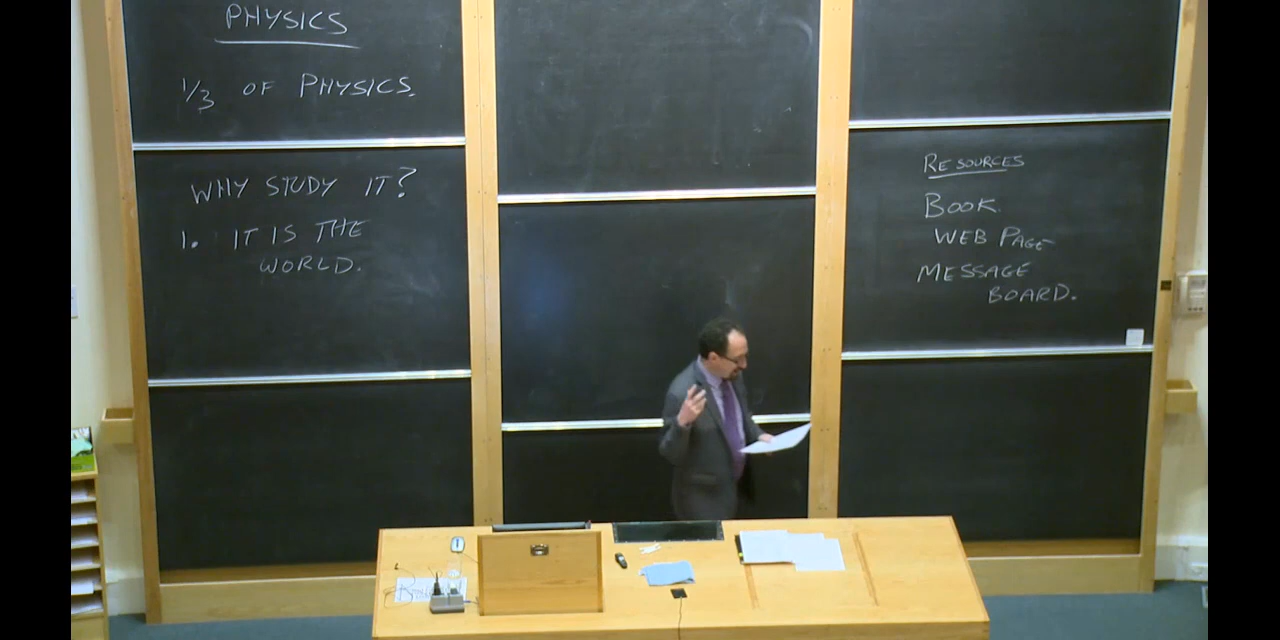 PHYSICS
1/3 OF PHYSICS.
WHY STUDY IT?
1. IT IS THE
WORLD.
RESOURCES
BOOK
WEB PAGE
MESSAGE
BOARD.